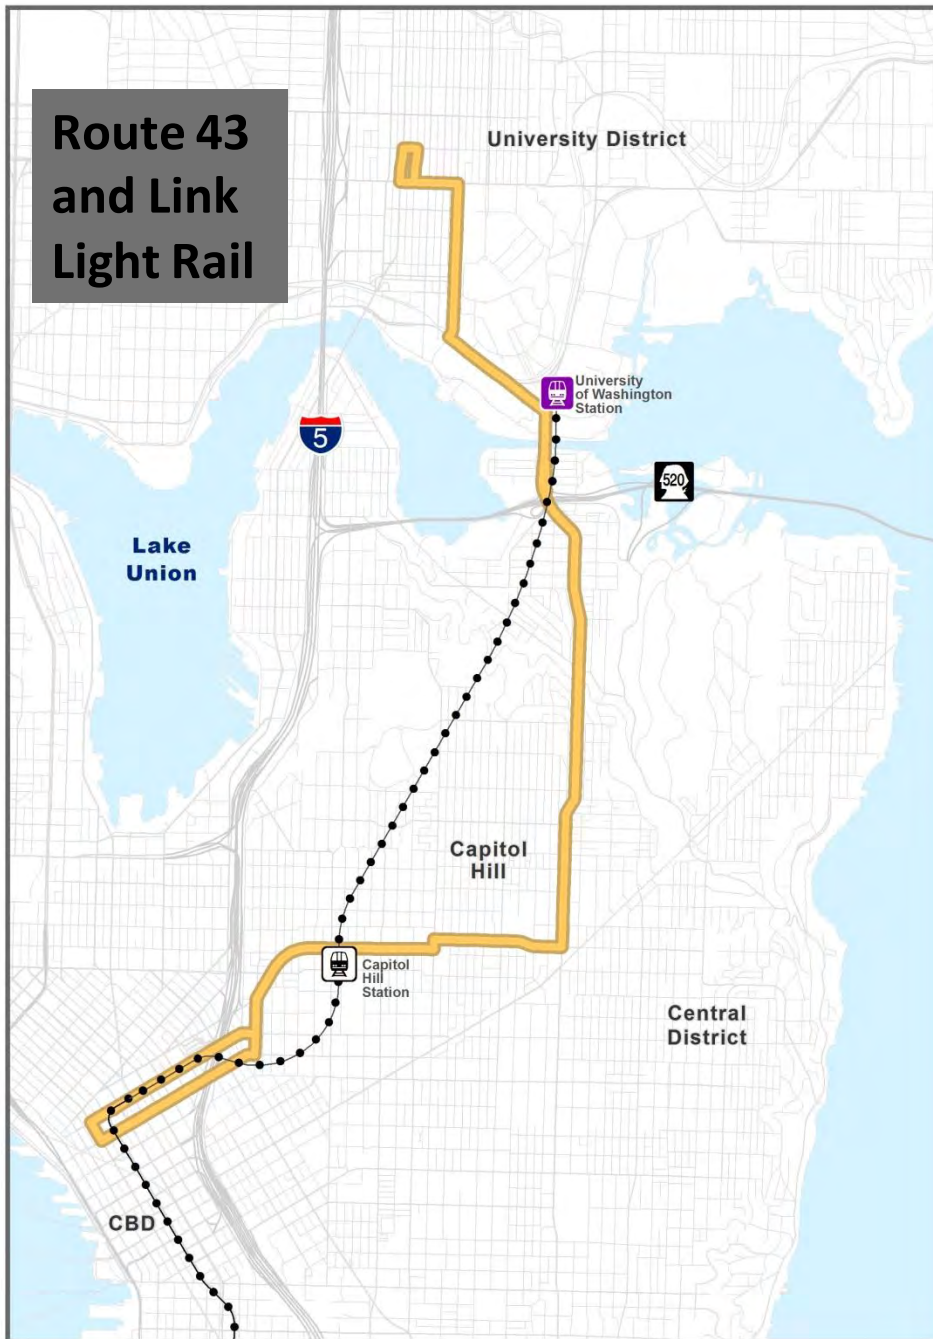 Route 43
and Link
Light Rail
University District
University
of Washington
Station
5
520
Lake
Union
Capitol
Hill
Capitol
Hill
Station
Central
District
CBD